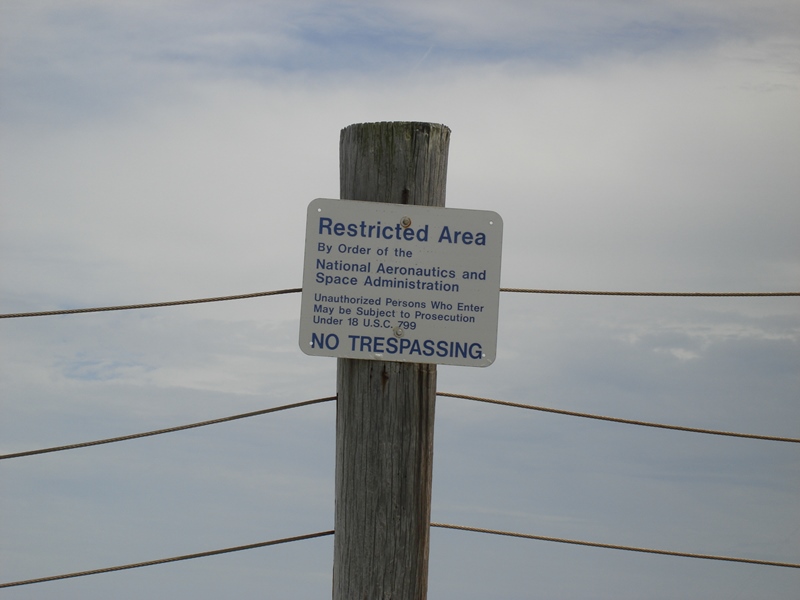 Restricted Area
By Order of the
National Aeronautics and
Space Administration
Unauthorized Persons Who Enter
May be Subject to Prosecution
Under 18 U.S.C. 799
NO TRESPASSING